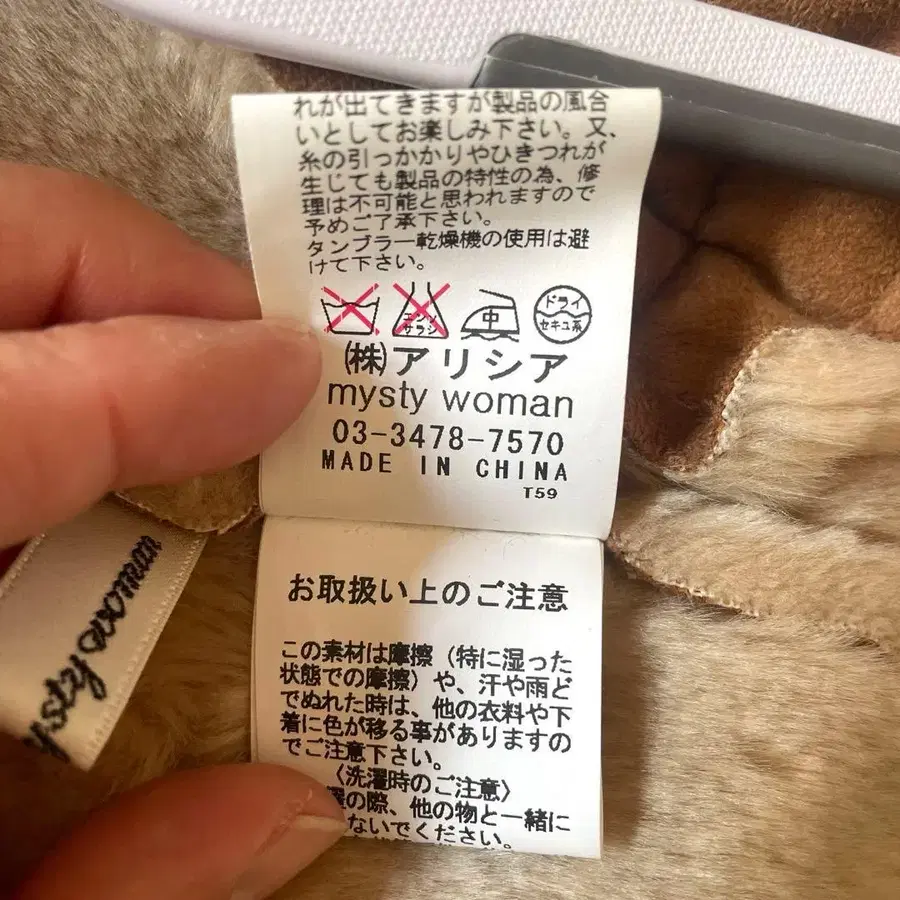 れが出てきますが製品の風合
いとしてお楽しみ下さい。又、
糸の引っかかりやひきつれが
生じても製品の特性の為、修
理は不可能と思われますので
予めご了承下さい。
タンブラー乾燥機の使用は避
けて下さい。
エンソ
サラシ
中
ドライ
セキユ系
(株)アリシア
mysty woman
03-3478-7570
MADE IN CHINA
T59
お取扱い上のご注意
この素材は摩擦（特に湿った
状態での摩擦）や、汗や雨ど
でぬれた時は、他の衣料や下
着に色が移る事がありますの
でご注意下さい。
〈洗濯時のご注意〉
濯の際、他の物と一緒に
ないでください。
mysty woman